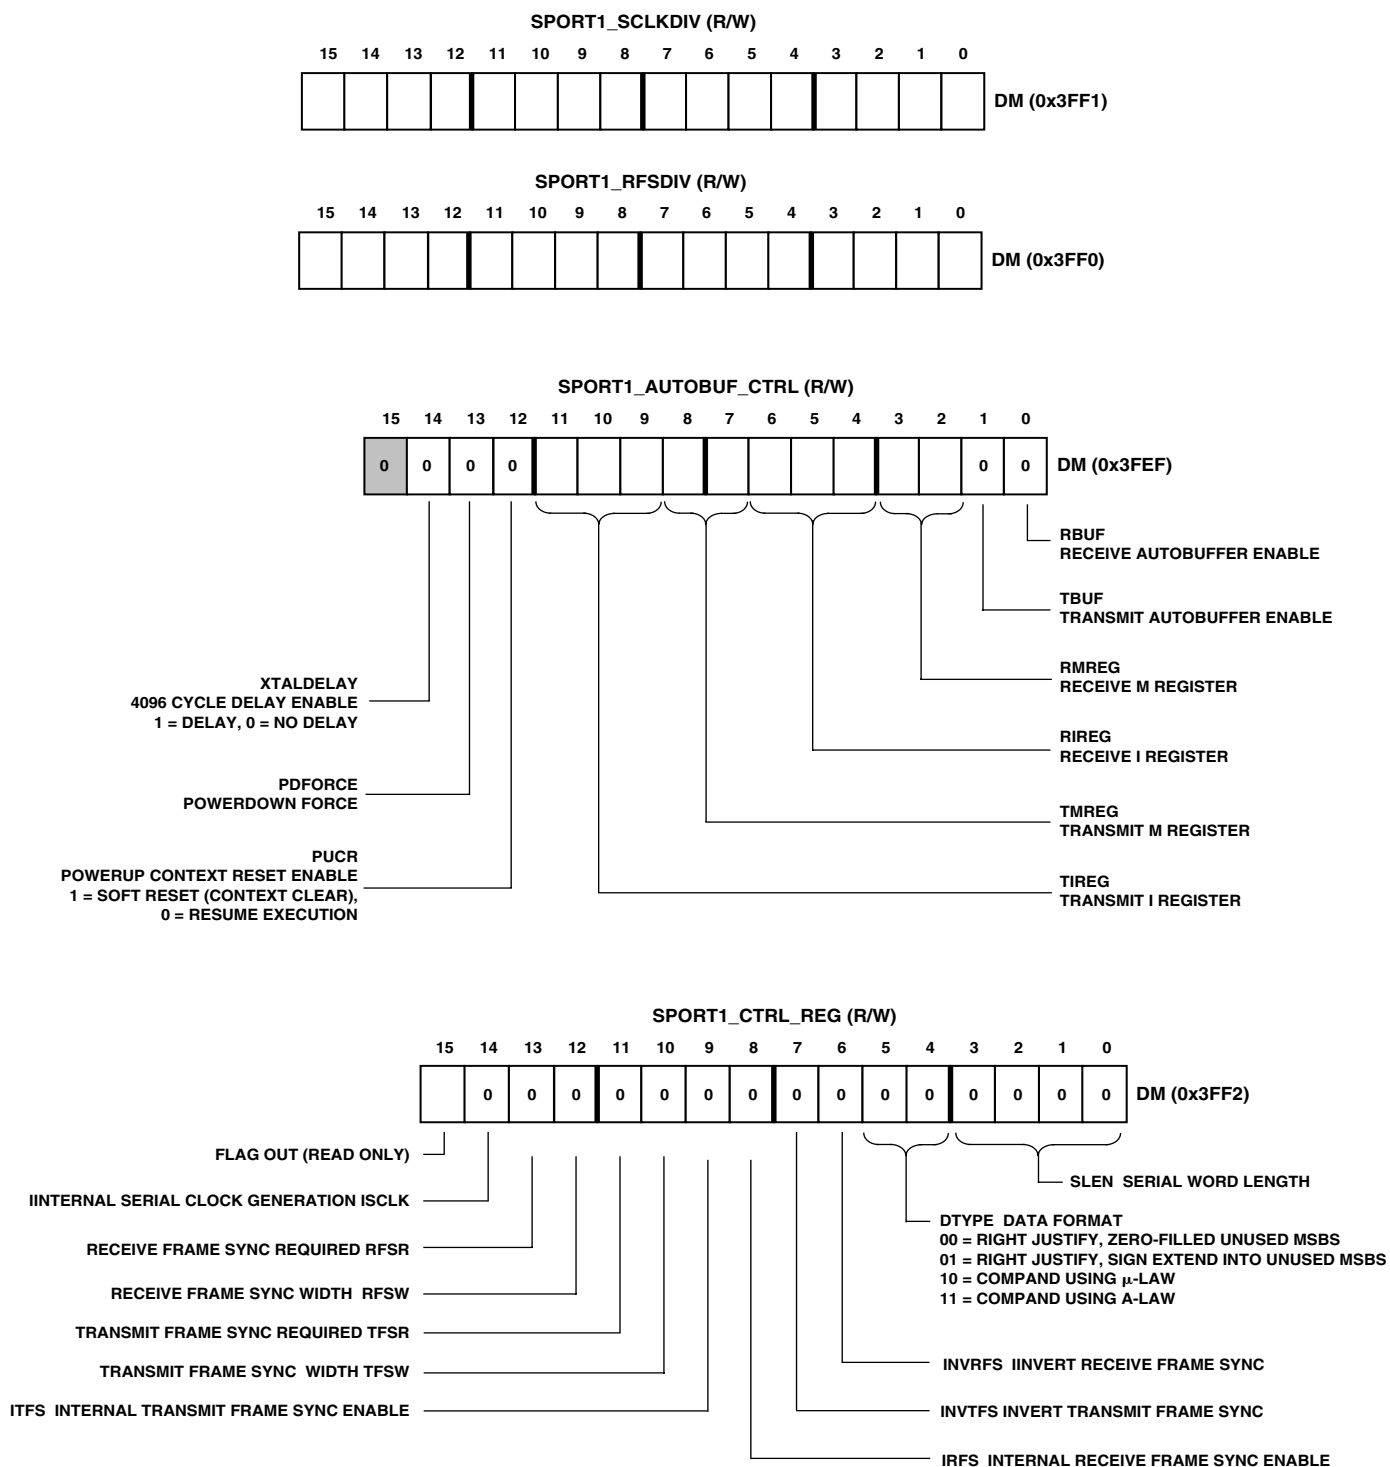 SPORT1_SCLKDIV (R/W)
15 14 13 12 11 10 9 8 7 6 5 4 3 2 1 0
DM (0x3FF1)
SPORT1_RFSDIV (R/W)
15 14 13 12 11 10 9 8 7 6 5 4 3 2 1 0
DM (0x3FF0)
SPORT1_AUTOBUF_CTRL (R/W)
15 14 13 12 11 10 9 8 7 6 5 4 3 2 1 0
0 0 0 0 0 0 DM (0x3FEF)
RBUF
RECEIVE AUTOBUFFER ENABLE
TBUF
TRANSMIT AUTOBUFFER ENABLE
RMREG
RECEIVE M REGISTER
RIREG
RECEIVE I REGISTER
TMREG
TRANSMIT M REGISTER
TIREG
TRANSMIT I REGISTER
XTALDELAY
4096 CYCLE DELAY ENABLE
1 = DELAY, 0 = NO DELAY
PDFORCE
POWERDOWN FORCE
PUCR
POWERUP CONTEXT RESET ENABLE
1 = SOFT RESET (CONTEXT CLEAR),
0 = RESUME EXECUTION
SPORT1_CTRL_REG (R/W)
15 14 13 12 11 10 9 8 7 6 5 4 3 2 1 0
0 0 0 0 0 0 0 0 0 0 0 0 0 0 0 DM (0x3FF2)
FLAG OUT (READ ONLY)
IINTERNAL SERIAL CLOCK GENERATION ISCLK
RECEIVE FRAME SYNC REQUIRED RFSR
RECEIVE FRAME SYNC WIDTH RFSW
TRANSMIT FRAME SYNC REQUIRED TFSR
TRANSMIT FRAME SYNC WIDTH TFSW
ITFS INTERNAL TRANSMIT FRAME SYNC ENABLE
SLEN SERIAL WORD LENGTH
DTYPE DATA FORMAT
00 = RIGHT JUSTIFY, ZERO-FILLED UNUSED MSBS
01 = RIGHT JUSTIFY, SIGN EXTEND INTO UNUSED MSBS
10 = COMPAND USING μ-LAW
11 = COMPAND USING A-LAW
INVRFS IINVERT RECEIVE FRAME SYNC
INVTFS INVERT TRANSMIT FRAME SYNC
IRFS INTERNAL RECEIVE FRAME SYNC ENABLE